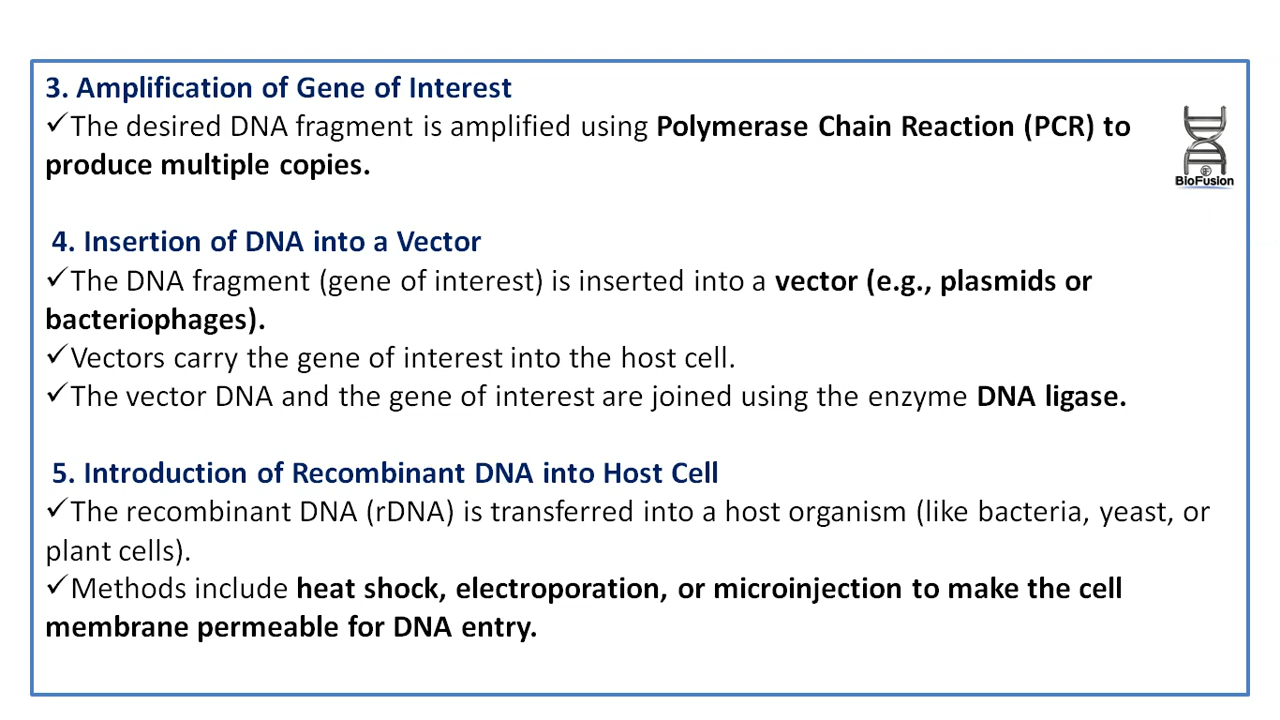 3. Amplification of Gene of Interest
✓The desired DNA fragment is amplified using Polymerase Chain Reaction (PCR) to
produce multiple copies.
BioFusion
4. Insertion of DNA into a Vector
✓The DNA fragment (gene of interest) is inserted into a vector (e.g., plasmids or
bacteriophages).
✓Vectors carry the gene of interest into the host cell.
✓The vector DNA and the gene of interest are joined using the enzyme DNA ligase.
5. Introduction of Recombinant DNA into Host Cell
✓The recombinant DNA (rDNA) is transferred into a host organism (like bacteria, yeast, or
plant cells).
✓Methods include heat shock, electroporation, or microinjection to make the cell
membrane permeable for DNA entry.